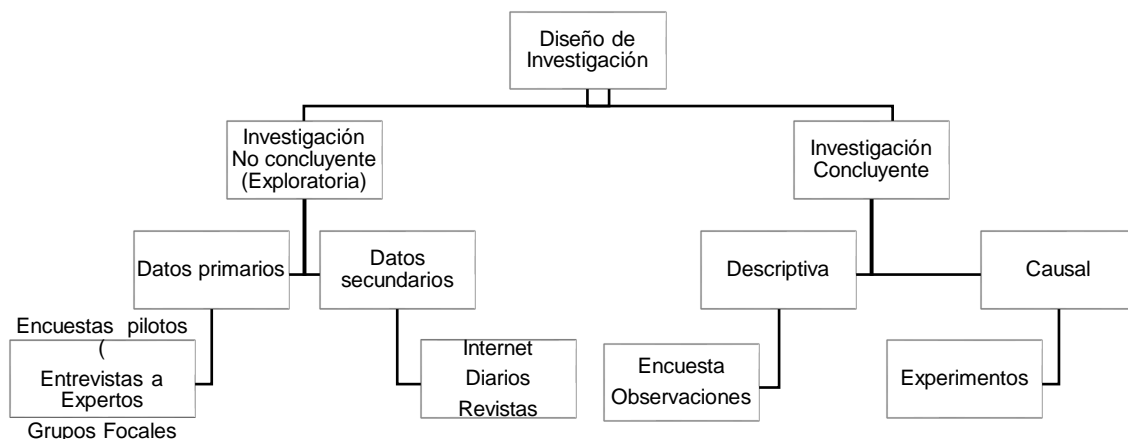 Diseño de
Investigación
Investigación
No concluyente
(Exploratoria)
Investigación
Concluyente
Datos primarios
Datos
secundarios
Descriptiva
Causal
Encuestas pilotos
(
Entrevistas a
Expertos
Grupos Focales
Internet
Diarios
Revistas
Encuesta
Observaciones
Experimentos